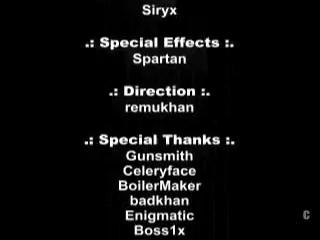 Siryx
.: Special Effects :.
Spartan
.: Direction :.
remukhan
.: Special Thanks :.
Gunsmith
Celeryface
BoilerMaker
badkhan
Enigmatic
Boss1x
C